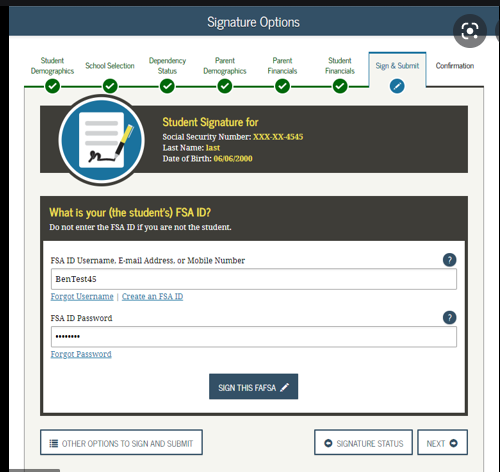 Signature Options
Student Demographics
School Selection
Dependency Status
Parent Demographics
Parent Financials
Student Financials
Sign & Submit
Confirmation
Student Signature for
Social Security Number: XXX-XX-4545
Last Name: last
Date of Birth: 06/06/2000
What is your (the student's) FSA ID?
Do not enter the FSA ID if you are not the student.
FSA ID Username, E-mail Address, or Mobile Number
?
BenTest45
Forgot Username | Create an FSA ID
FSA ID Password
?
••••••••
Forgot Password
SIGN THIS FAFSA
OTHER OPTIONS TO SIGN AND SUBMIT
SIGNATURE STATUS
NEXT